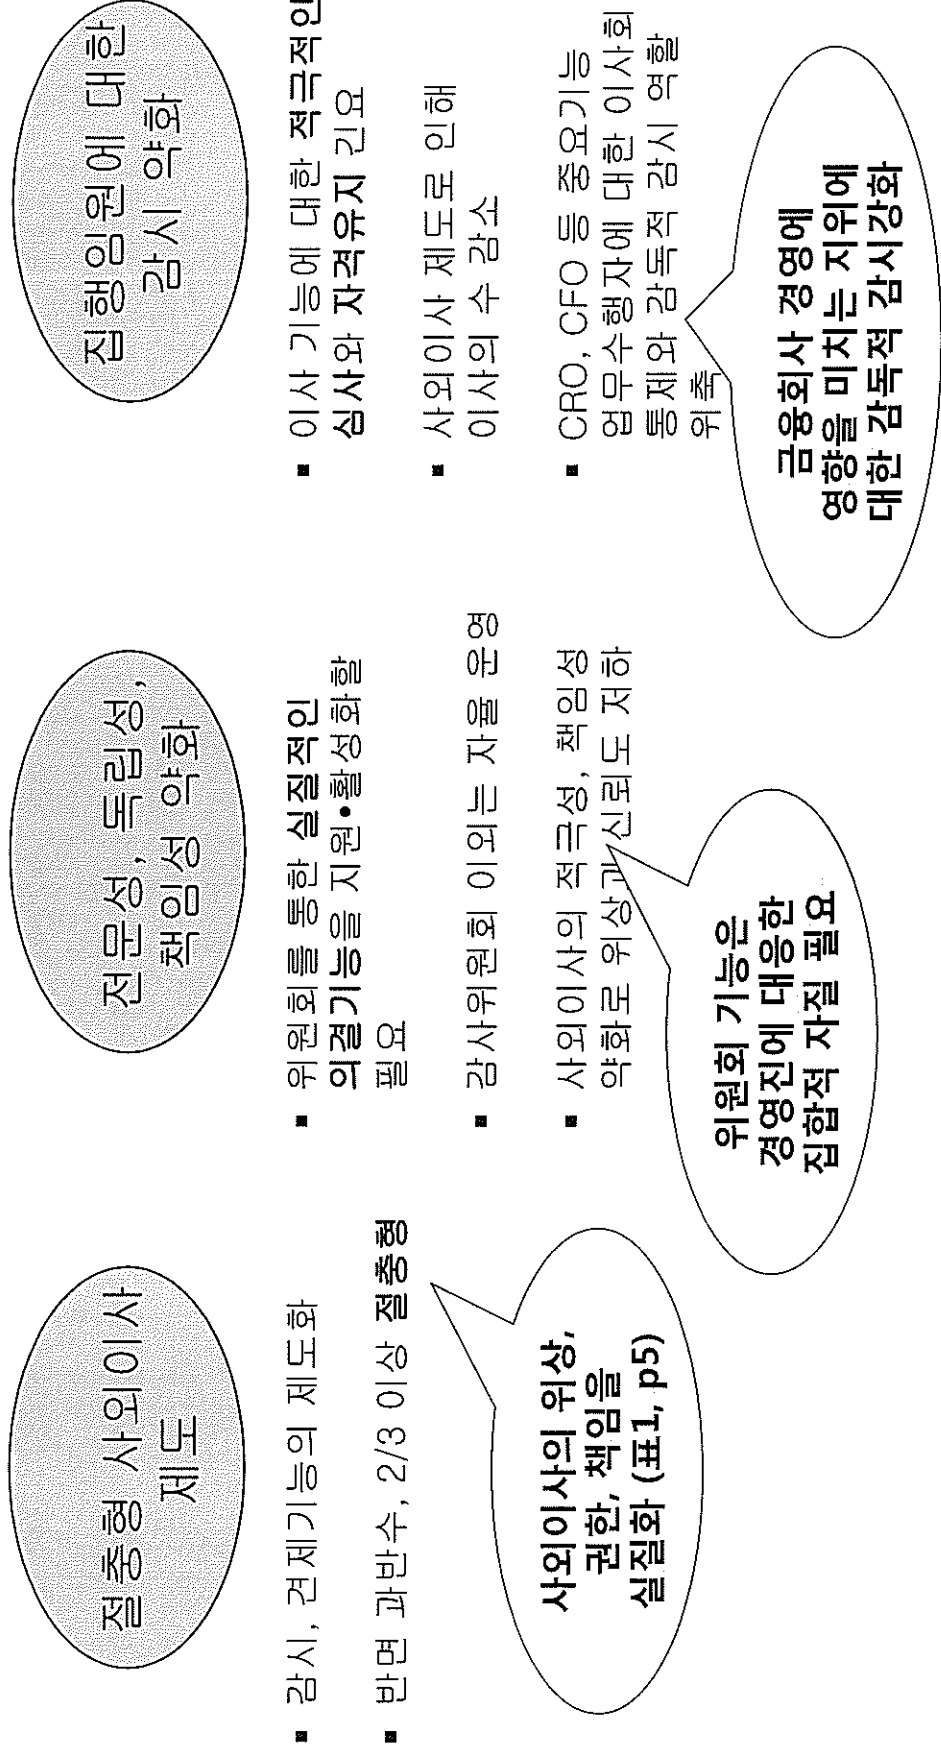 절충형 사외이사
제도
▪ 감시, 견제기능의 제도화
▪ 반면 과반수, 2/3 이상 절충형
사외이사의 위상,
권한, 책임을
실질화 (표1, p5)
전문성, 독립성,
책임성 약화
▪ 위원회를 통한 실질적인
의결기능을 지원•활성화할
필요
▪ 감사위원회 이외는 자율 운영
▪ 사외이사의 적극성, 책임성
약화로 위상과 신뢰도 저하
위원회 기능은
경영진에 대응한
집합적 자질 필요
집행임원에 대한
감시 약화
▪ 이사 기능에 대한 적극적인
심사와 자격유지 긴요
▪ 사외이사 제도로 인해
이사의 수 감소
▪ CRO, CFO 등 중요기능
업무수행자에 대한 이사회
통제와 감독적 감시 역할
위축
금융회사 경영에
영향을 미치는 지위에
대한 감독적 감시강화